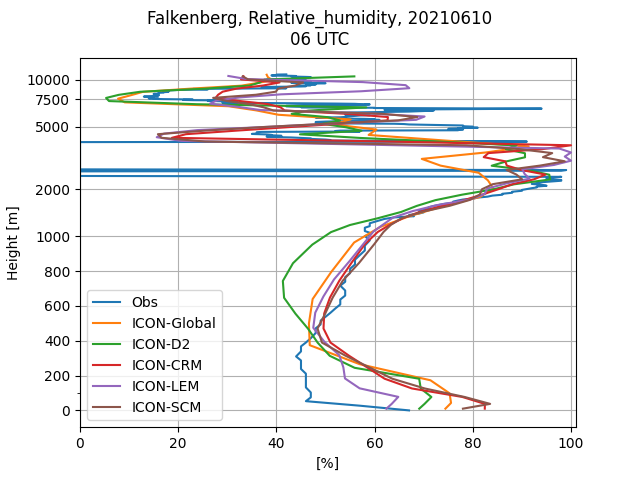 Falkenberg, Relative_humidity, 20210610
06 UTC
Height [m]
10000
7500
5000
2000
1000
800
600
400
200
0
Obs
ICON-Global
ICON-D2
ICON-CRM
ICON-LEM
ICON-SCM
0 20 40 60 80 100
[%]